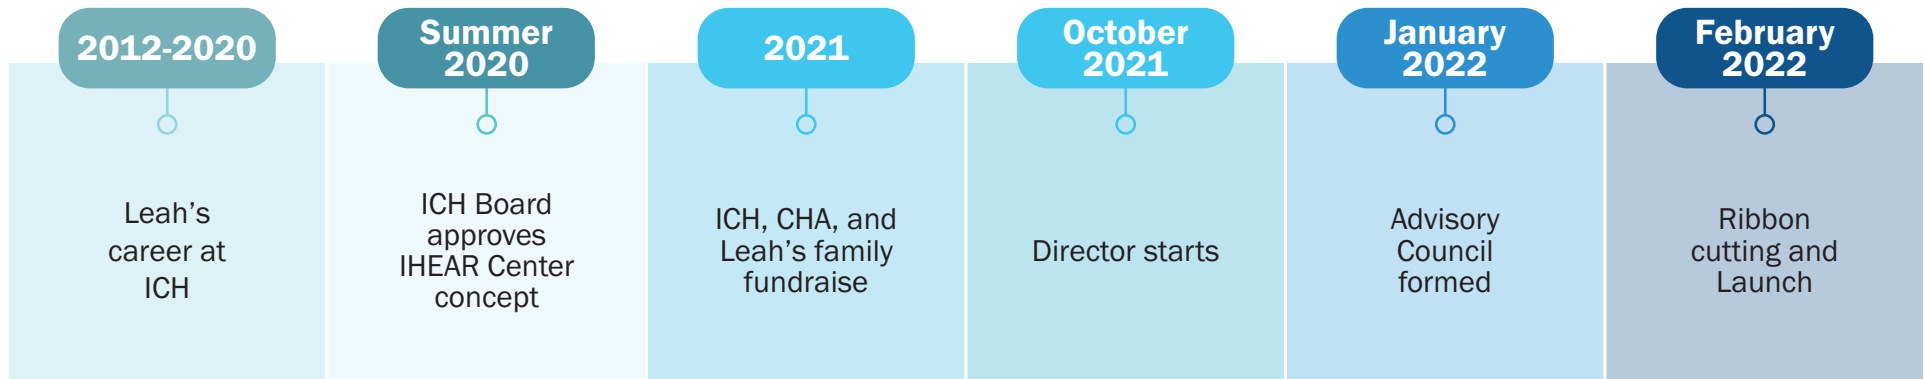 2012-2020
Leah’s
career at
ICH
Summer
2020
ICH Board
approves
IHEAR Center
concept
2021
ICH, CHA, and
Leah’s family
fundraise
October
2021
Director starts
January
2022
Advisory
Council
formed
February
2022
Ribbon
cutting and
Launch